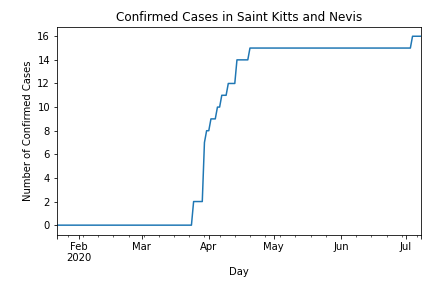 Confirmed Cases in Saint Kitts and Nevis
Number of Confirmed Cases
16
14
12
10
8
6
4
2
0
Feb Mar Apr May Jun Jul
2020
Day